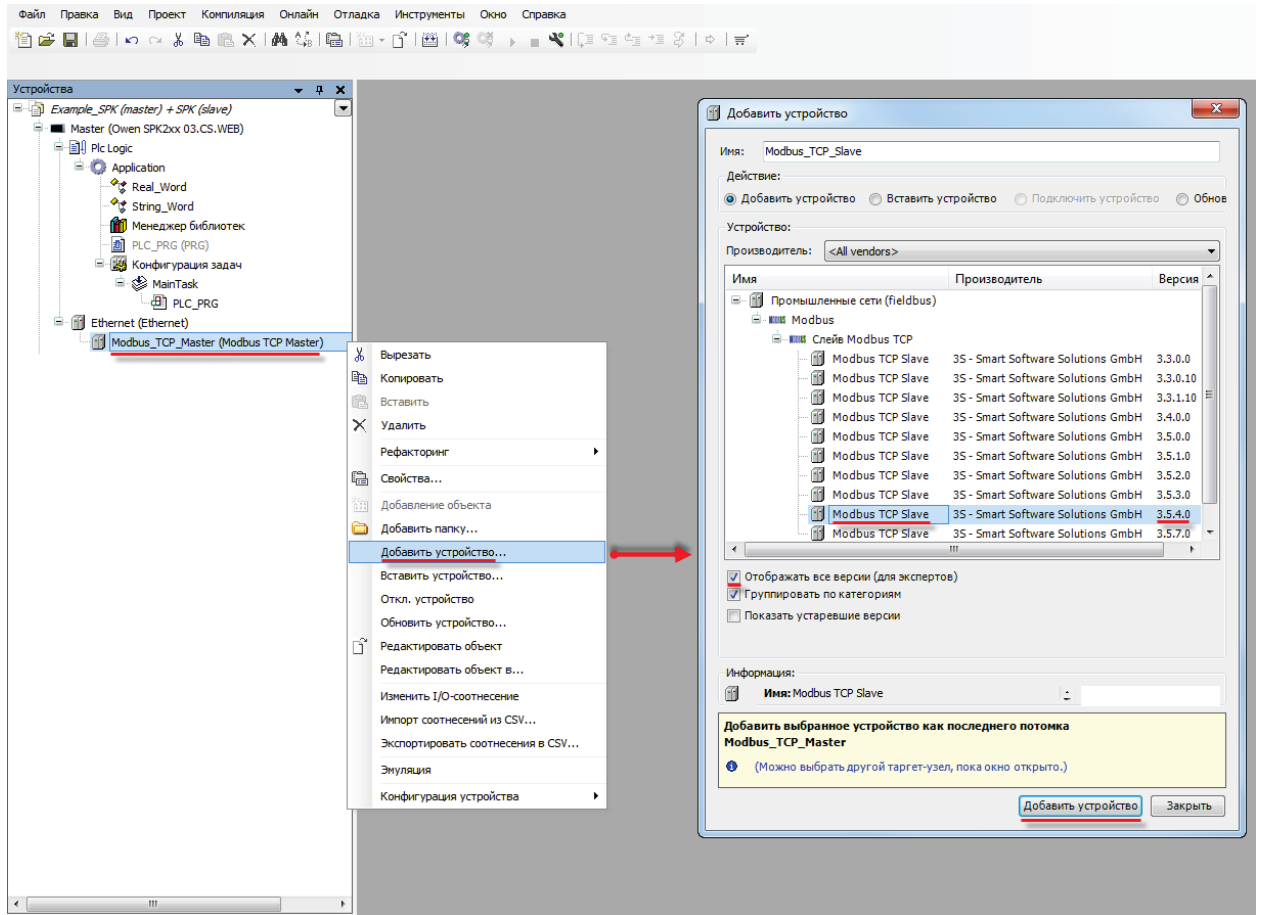 Файл Правка Вид Проект Компиляция Онлайн Отладка Инструменты Окно Справка
Устройства
Example_SPK (master) + SPK (slave)
Master (Owen SPK2xx 03.CS.WEB)
Plc Logic
Application
Real_Word
String_Word
Менеджер библиотек
PLC_PRG (PRG)
Конфигурация задач
MainTask
PLC_PRG
Ethernet (Ethernet)
Modbus_TCP_Master (Modbus TCP Master)
Вырезать
Копировать
Вставить
Удалить
Рефакторинг
Свойства...
Добавление объекта
Добавить папку...
Добавить устройство...
Вставить устройство...
Откл. устройство
Обновить устройство...
Редактировать объект
Редактировать объект в...
Изменить I/O-соотнесение
Импорт соотнесений из CSV...
Экспортировать соотнесения в CSV...
Эмуляция
Конфигурация устройства
Добавить устройство
Имя: Modbus_TCP_Slave
Действие:
Добавить устройство Вставить устройство Подключить устройство Обнов
Устройство:
Производитель: <All vendors>
Имя Производитель Версия
Промышленные сети (fieldbus)
Modbus
Слейв Modbus TCP
Modbus TCP Slave 3S - Smart Software Solutions GmbH 3.3.0.0
Modbus TCP Slave 3S - Smart Software Solutions GmbH 3.3.0.10
Modbus TCP Slave 3S - Smart Software Solutions GmbH 3.3.1.10
Modbus TCP Slave 3S - Smart Software Solutions GmbH 3.4.0.0
Modbus TCP Slave 3S - Smart Software Solutions GmbH 3.5.0.0
Modbus TCP Slave 3S - Smart Software Solutions GmbH 3.5.1.0
Modbus TCP Slave 3S - Smart Software Solutions GmbH 3.5.2.0
Modbus TCP Slave 3S - Smart Software Solutions GmbH 3.5.3.0
Modbus TCP Slave 3S - Smart Software Solutions GmbH 3.5.4.0
Modbus TCP Slave 3S - Smart Software Solutions GmbH 3.5.7.0
Отображать все версии (для экспертов)
Группировать по категориям
Показать устаревшие версии
Информация:
Имя: Modbus TCP Slave
Добавить выбранное устройство как последнего потомка
Modbus_TCP_Master
(Можно выбрать другой таргет-узел, пока окно открыто.)
Добавить устройство Закрыть